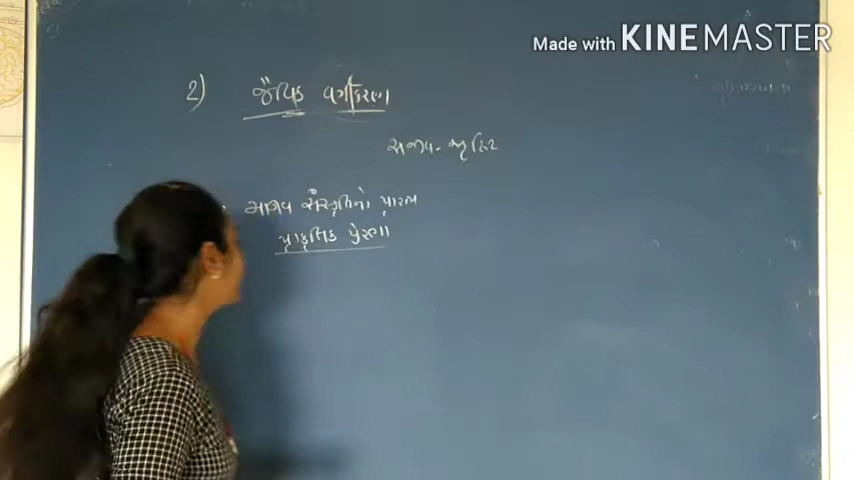 Made with KINEMASTER
2) જૈવિક વર્ગીકરણ
સજીવ - સૃષ્ટિ
માનવ સંસ્કૃતિનો પ્રારંભ
પ્રાકૃતિક પ્રેરણા